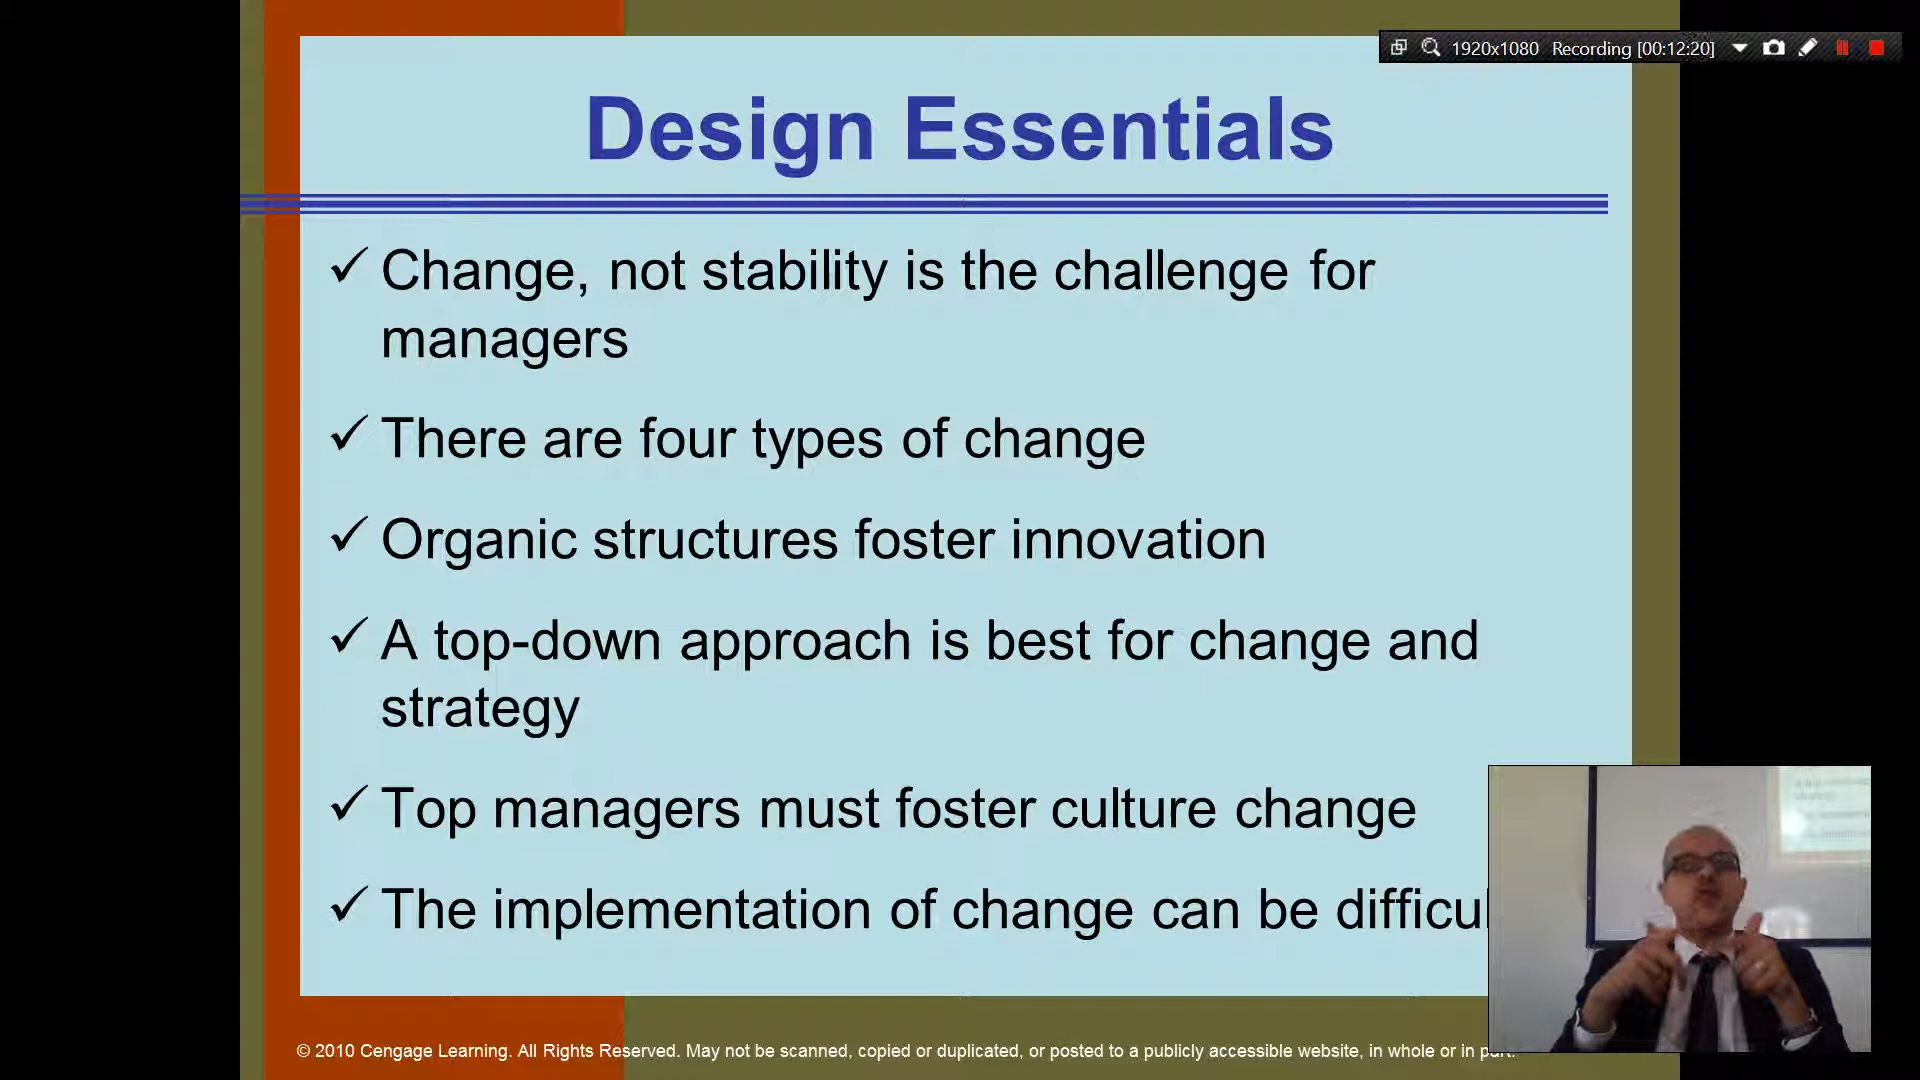 1920x1080 Recording [00:12:20]
Design Essentials
✓ Change, not stability is the challenge for
managers
✓ There are four types of change
✓ Organic structures foster innovation
✓ A top-down approach is best for change and
strategy
✓ Top managers must foster culture change
✓ The implementation of change can be difficul
© 2010 Cengage Learning. All Rights Reserved. May not be scanned, copied or duplicated, or posted to a publicly accessible website, in whole or in part.